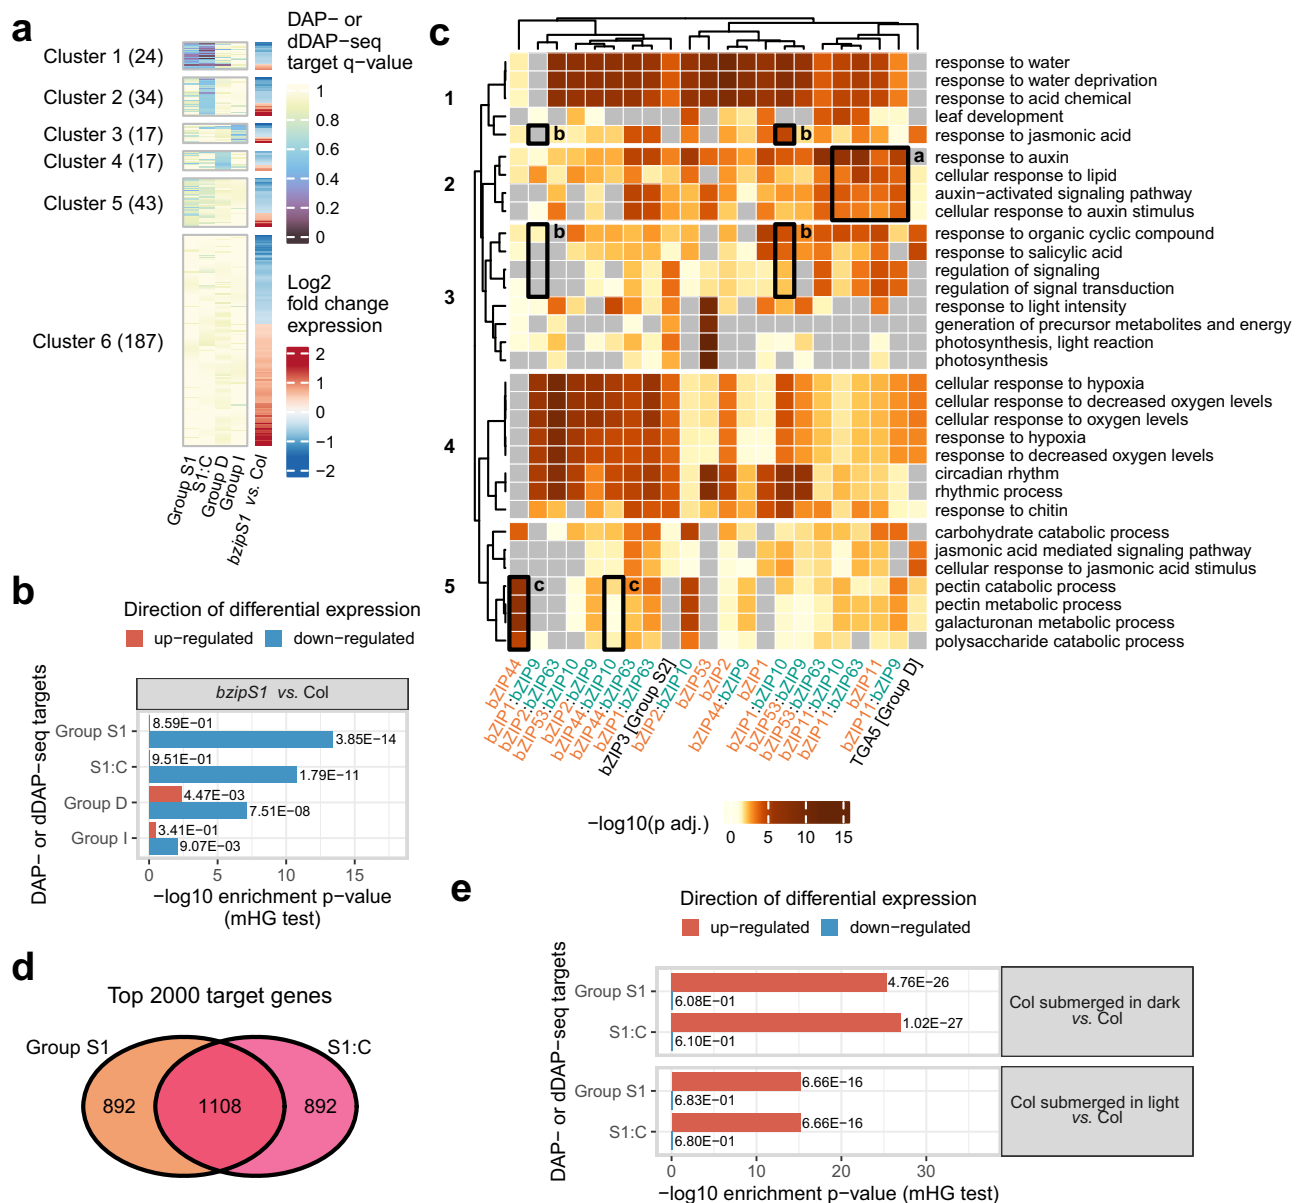 a
DAP− or
dDAP−seq
target q−value
Cluster 1 (24)
Cluster 2 (34)
Cluster 3 (17)
Cluster 4 (17)
Cluster 5 (43)
Cluster 6 (187)
1
0.8
0.6
0.4
0.2
0
Log2
fold change
expression
2
1
0
−1
−2
Group S1
S1:C
Group D
Group I
bzipS1 vs. Col
b
Direction of differential expression
up−regulated
down−regulated
bzipS1 vs. Col
DAP− or dDAP−seq targets
Group S1
S1:C
Group D
Group I
8.59E−01
3.85E−14
9.51E−01
1.79E−11
4.47E−03
7.51E−08
3.41E−01
9.07E−03
0 5 10 15
−log10 enrichment p−value
(mHG test)
c
1
2
3
4
5
response to water
response to water deprivation
response to acid chemical
leaf development
response to jasmonic acid
response to auxin
cellular response to lipid
auxin−activated signaling pathway
cellular response to auxin stimulus
response to organic cyclic compound
response to salicylic acid
regulation of signaling
regulation of signal transduction
response to light intensity
generation of precursor metabolites and energy
photosynthesis, light reaction
photosynthesis
cellular response to hypoxia
cellular response to decreased oxygen levels
cellular response to oxygen levels
response to hypoxia
response to decreased oxygen levels
circadian rhythm
rhythmic process
response to chitin
carbohydrate catabolic process
jasmonic acid mediated signaling pathway
cellular response to jasmonic acid stimulus
pectin catabolic process
pectin metabolic process
galacturonan metabolic process
polysaccharide catabolic process
b
b
a
b
b
c
c
bZIP44
bZIP1:bZIP9
bZIP2:bZIP63
bZIP53:bZIP10
bZIP2:bZIP9
bZIP44:bZIP10
bZIP44:bZIP63
bZIP1:bZIP63
bZIP3 [Group S2]
bZIP2:bZIP10
bZIP53
bZIP2
bZIP44:bZIP9
bZIP1
bZIP1:bZIP10
bZIP53:bZIP9
bZIP53:bZIP63
bZIP11:bZIP10
bZIP11:bZIP63
bZIP11
bZIP11:bZIP9
TGA5 [Group D]
−log10(p adj.)
0 5 10 15
d
Top 2000 target genes
Group S1
S1:C
892
1108
892
e
Direction of differential expression
up−regulated
down−regulated
DAP− or dDAP−seq targets
Group S1
S1:C
4.76E−26
6.08E−01
1.02E−27
6.10E−01
Col submerged in dark
vs. Col
Group S1
S1:C
6.66E−16
6.83E−01
6.66E−16
6.80E−01
Col submerged in light
vs. Col
0 10 20 30
−log10 enrichment p−value (mHG test)